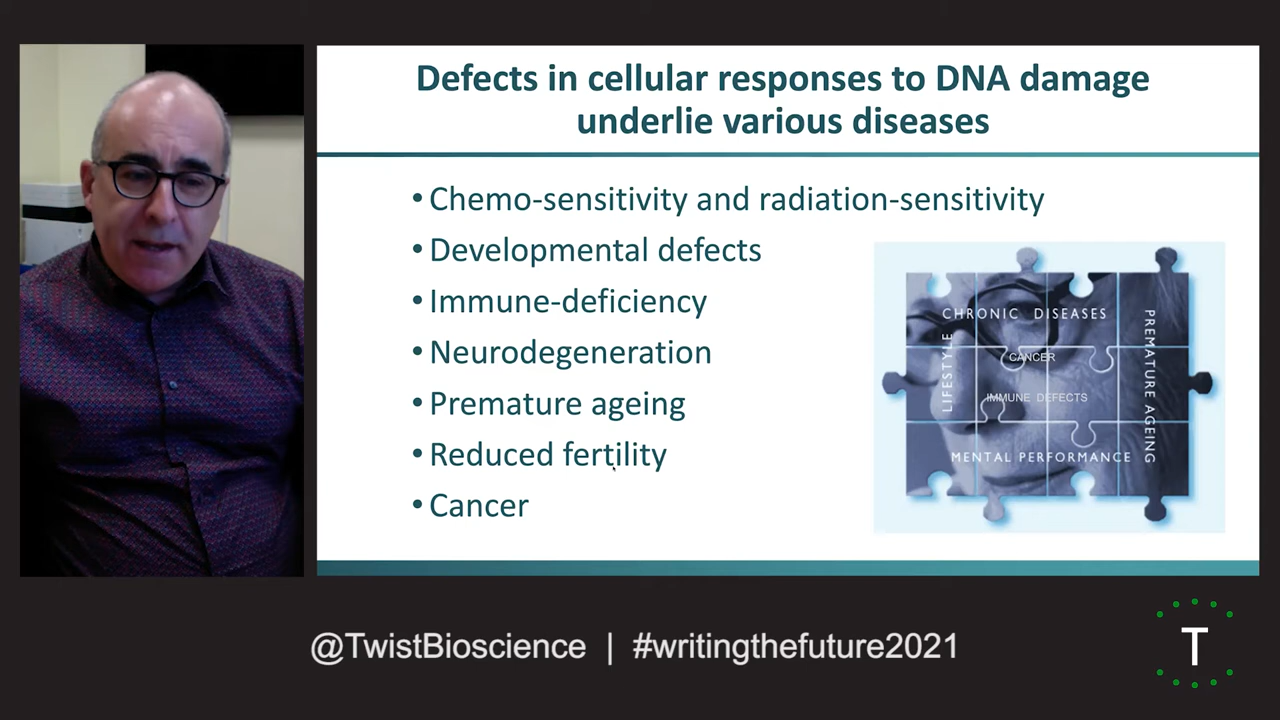 Defects in cellular responses to DNA damage
underlie various diseases
• Chemo-sensitivity and radiation-sensitivity
• Developmental defects
• Immune-deficiency
• Neurodegeneration
• Premature ageing
• Reduced fertility
• Cancer
CHRONIC DISEASES
LIFESTYLE
CANCER
IMMUNE DEFECTS
MENTAL PERFORMANCE
PREMATURE AGEING
@TwistBioscience | #writingthefuture2021
T